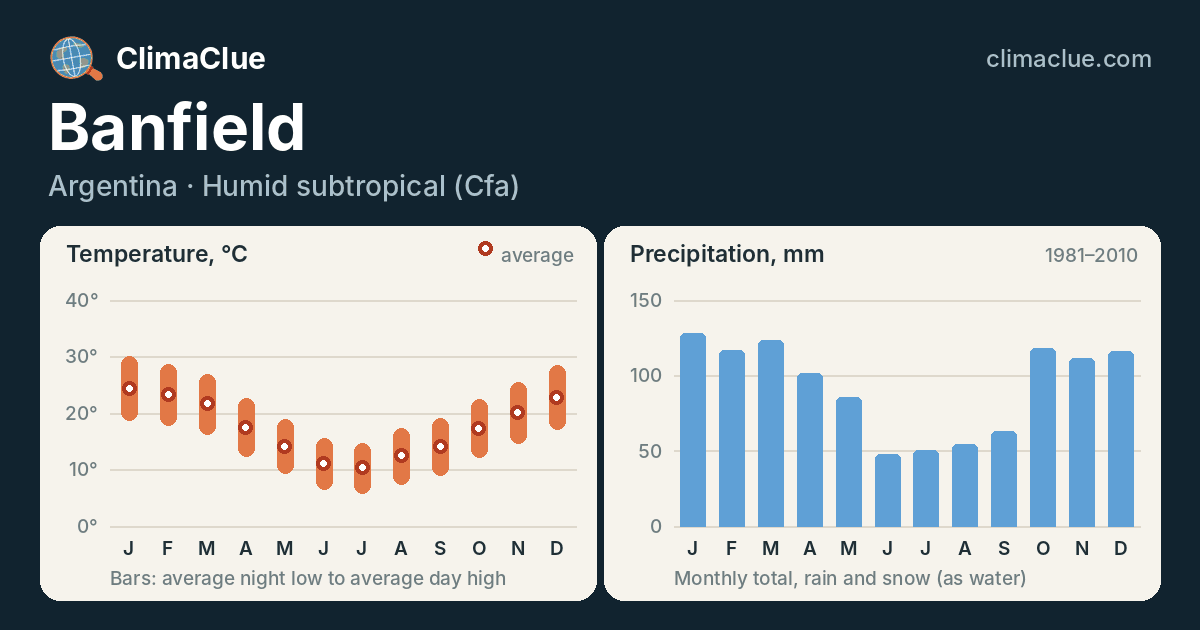 ClimaClue
climaclue.com
Banfield
Argentina · Humid subtropical (Cfa)
Temperature, °C
average
40°
30°
20°
10°
0°
J F M A M J J A S O N D
Bars: average night low to average day high
Precipitation, mm
1981–2010
150
100
50
0
J F M A M J J A S O N D
Monthly total, rain and snow (as water)